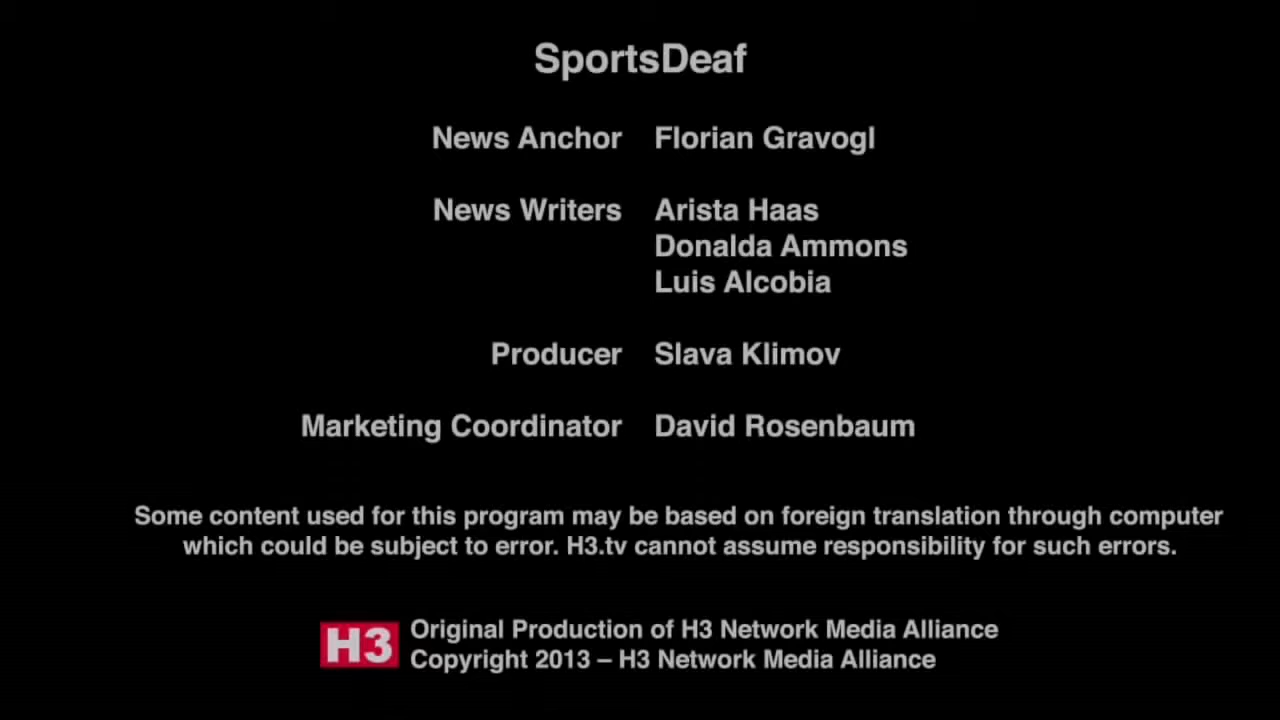 SportsDeaf
News Anchor Florian Gravogl
News Writers Arista Haas
Donalda Ammons
Luis Alcobia
Producer Slava Klimov
Marketing Coordinator David Rosenbaum
Some content used for this program may be based on foreign translation through computer
which could be subject to error. H3.tv cannot assume responsibility for such errors.
H3 Original Production of H3 Network Media Alliance
Copyright 2013 – H3 Network Media Alliance